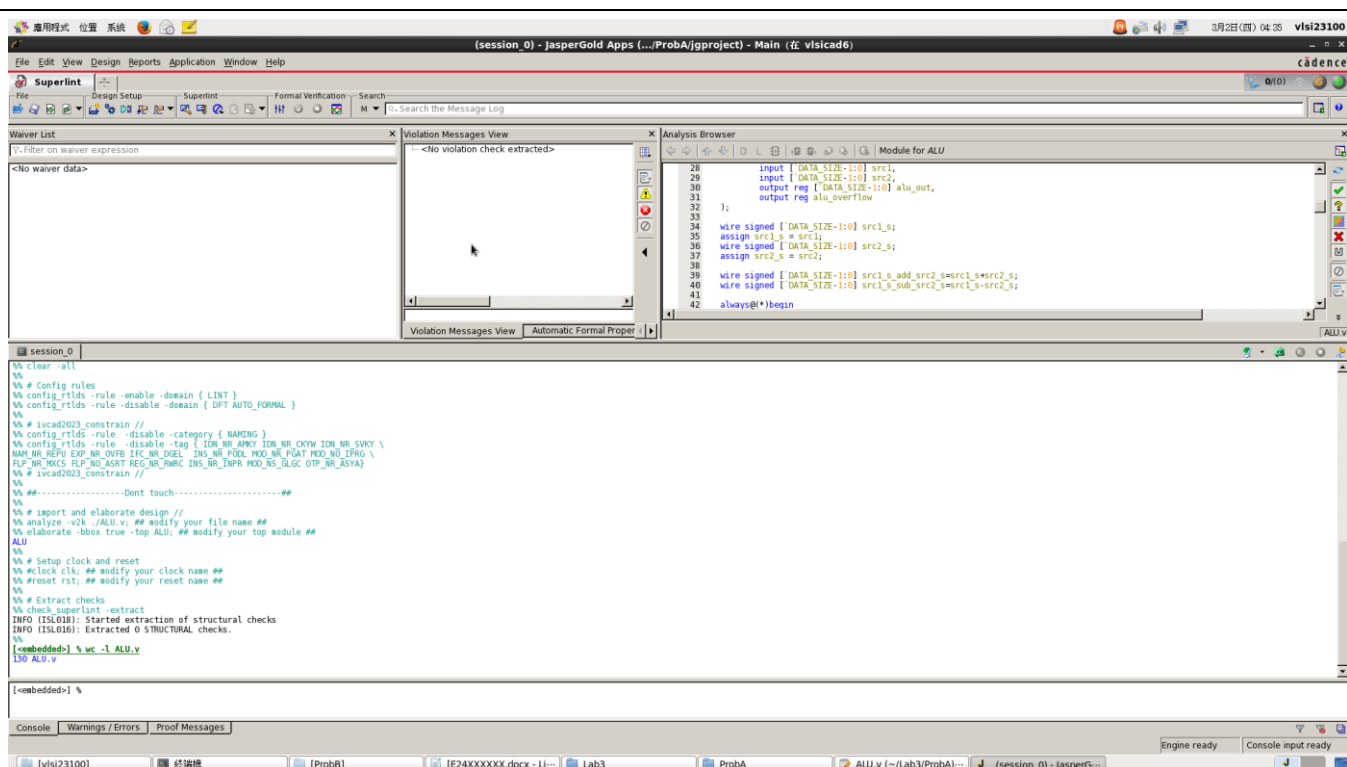 應用程式 位置 系統
3月2日(四) 04:35 vlsi23100
(session_0) - JasperGold Apps (.../ProbA/jgproject) - Main (在 vlsicad6)
File Edit View Design Reports Application Window Help
cādence
Superlint
0/(0)
File Design Setup Superlint Formal Verification Search
M Search the Message Log
Waiver List
Filter on waiver expression
<No waiver data>
Violation Messages View
<No violation check extracted>
Violation Messages View Automatic Formal Proper
Analysis Browser
Module for ALU
28 input [`DATA_SIZE-1:0] src1,
29 input [`DATA_SIZE-1:0] src2,
30 output reg [`DATA_SIZE-1:0] alu_out,
31 output reg alu_overflow
32 );
33
34 wire signed [`DATA_SIZE-1:0] src1_s;
35 assign src1_s = src1;
36 wire signed [`DATA_SIZE-1:0] src2_s;
37 assign src2_s = src2;
38
39 wire signed [`DATA_SIZE-1:0] src1_s_add_src2_s=src1_s+src2_s;
40 wire signed [`DATA_SIZE-1:0] src1_s_sub_src2_s=src1_s-src2_s;
41
42 always@(*)begin
ALU.v
session_0
%% clear -all
%%
%% # Config rules
%% config_rtlds -rule -enable -domain { LINT }
%% config_rtlds -rule -disable -domain { DFT AUTO_FORMAL }
%%
%% # ivcad2023_constrain //
%% config_rtlds -rule -disable -category { NAMING }
%% config_rtlds -rule -disable -tag { IDN_NR_AMKY IDN_NR_CKYW IDN_NR_SVKY \
NAM_NR_REPU EXP_NR_OVFB IFC_NR_DGEL INS_NR_PODL MOD_NR_PGAT MOD_NO_IPRG \
FLP_NR_MXCS FLP_NO_ASRT REG_NR_RWRC INS_NR_INPR MOD_NS_GLGC OTP_NR_ASYA}
%% # ivcad2023_constrain //
%%
%% ##------------------Dont touch----------------------##
%%
%% # import and elaborate design //
%% analyze -v2k ./ALU.v; ## modify your file name ##
%% elaborate -bbox true -top ALU; ## modify your top module ##
ALU
%%
%% # Setup clock and reset
%% #clock clk; ## modify your clock name ##
%% #reset rst; ## modify your reset name ##
%%
%% # Extract checks
%% check_superlint -extract
INFO (ISL018): Started extraction of structural checks
INFO (ISL016): Extracted 0 STRUCTURAL checks.
%%
[<embedded>] % wc -l ALU.v
130 ALU.v
[<embedded>] %
Console Warnings / Errors Proof Messages
Engine ready Console input ready
[vlsi23100] 終端機 [ProbB] [E24XXXXXX.docx - Li··· Lab3 ProbA ALU.v (~/Lab3/ProbA)··· (session_0) - JasperG···